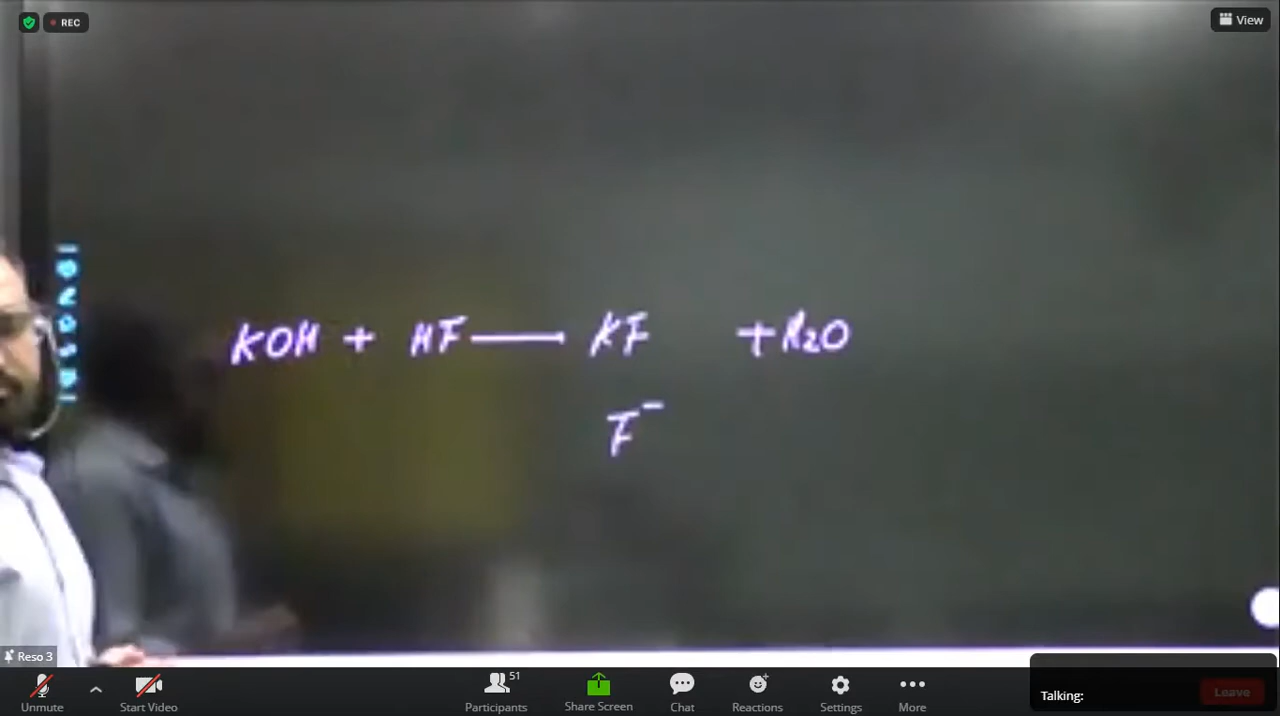 REC
View
KOH + HF — KF + H2O
F⁻
Reso 3
Unmute
Start Video
51
Participants
Share Screen
Chat
Reactions
Settings
More
Talking:
Leave